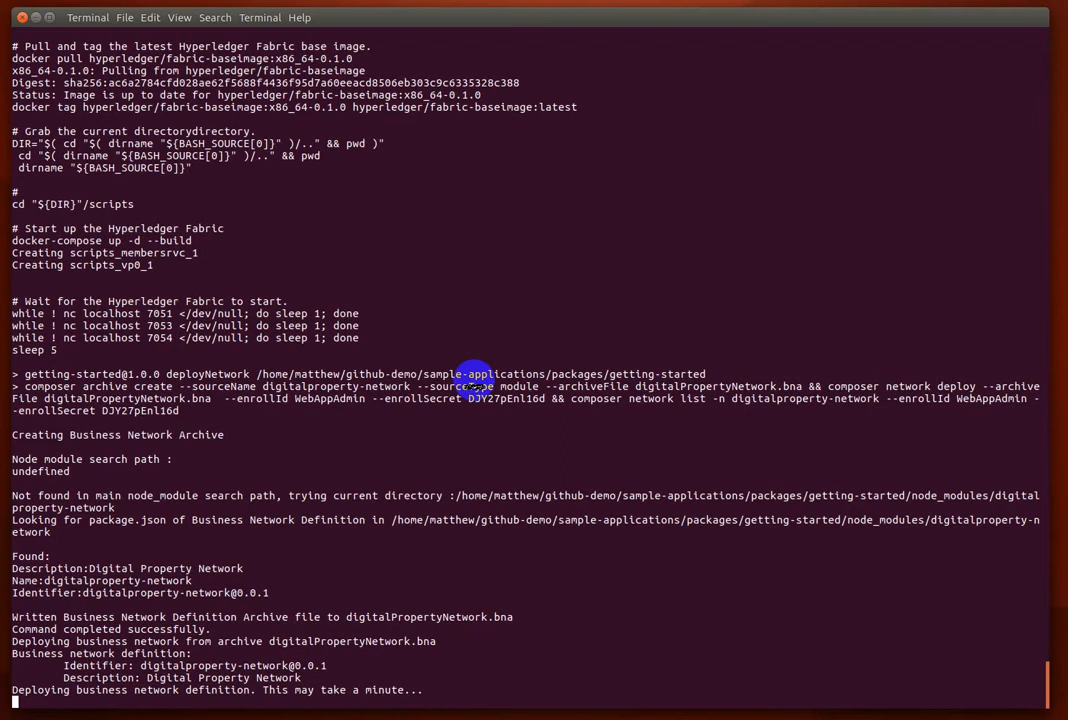 Terminal File Edit View Search Terminal Help
# Pull and tag the latest Hyperledger Fabric base image.
docker pull hyperledger/fabric-baseimage:x86_64-0.1.0
x86_64-0.1.0: Pulling from hyperledger/fabric-baseimage
Digest: sha256:ac6a2784cfd028ae62f5688f4436f95d7a60eeacd8506eb303c9c6335328c388
Status: Image is up to date for hyperledger/fabric-baseimage:x86_64-0.1.0
docker tag hyperledger/fabric-baseimage:x86_64-0.1.0 hyperledger/fabric-baseimage:latest
# Grab the current directorydirectory.
DIR="$( cd "$( dirname "${BASH_SOURCE[0]}" )/.." && pwd )"
cd "$( dirname "${BASH_SOURCE[0]}" )/.." && pwd
dirname "${BASH_SOURCE[0]}"
#
cd "${DIR}"/scripts
# Start up the Hyperledger Fabric
docker-compose up -d --build
Creating scripts_membersrvc_1
Creating scripts_vp0_1
# Wait for the Hyperledger Fabric to start.
while ! nc localhost 7051 </dev/null; do sleep 1; done
while ! nc localhost 7053 </dev/null; do sleep 1; done
while ! nc localhost 7054 </dev/null; do sleep 1; done
sleep 5
> getting-started@1.0.0 deployNetwork /home/matthew/github-demo/sample-applications/packages/getting-started
> composer archive create --sourceName digitalproperty-network module --archiveFile digitalPropertyNetwork.bna && composer network deploy --archive
File digitalPropertyNetwork.bna  --enrollId WebAppAdmin --enrollSecret DJY27pEnl16d && composer network list -n digitalproperty-network --enrollId WebAppAdmin -
-enrollSecret DJY27pEnl16d
Creating Business Network Archive
Node module search path :
undefined
Not found in main node_module search path, trying current directory :/home/matthew/github-demo/sample-applications/packages/getting-started/node_modules/digital
property-network
Looking for package.json of Business Network Definition in /home/matthew/github-demo/sample-applications/packages/getting-started/node_modules/digitalproperty-n
etwork
Found:
Description:Digital Property Network
Name:digitalproperty-network
Identifier:digitalproperty-network@0.0.1
Written Business Network Definition Archive file to digitalPropertyNetwork.bna
Command completed successfully.
Deploying business network from archive digitalPropertyNetwork.bna
Business network definition:
Identifier: digitalproperty-network@0.0.1
Description: Digital Property Network
Deploying business network definition. This may take a minute...